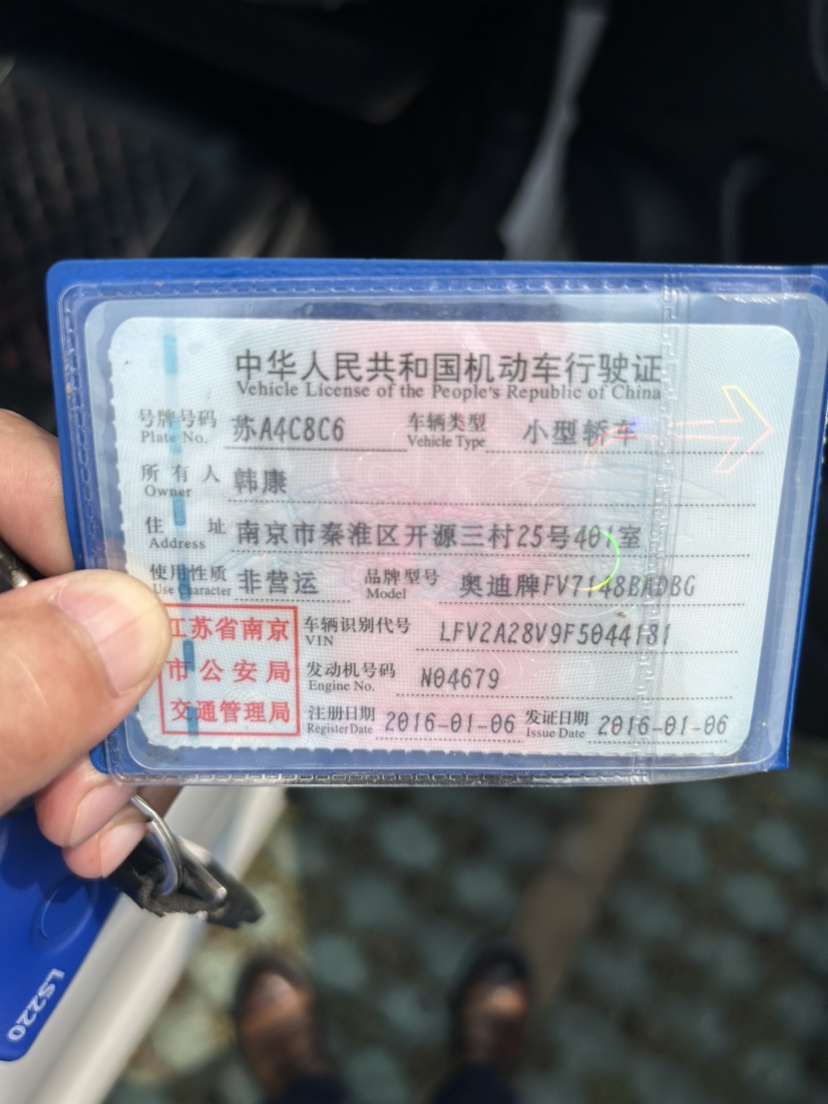 中华人民共和国机动车行驶证
Vehicle License of the People's Republic of China
号牌号码 苏A4C8C6 车辆类型 小型轿车
Plate No. Vehicle Type
所有人 韩康
Owner
住址 南京市秦淮区开源三村25号401室
Address
使用性质 非营运 品牌型号 奥迪牌FV7148BADBG
Use Character Model
江苏省南京
市公安局
交通管理局
车辆识别代号 LFV2A28V9F5044181
VIN
发动机号码 N04679
Engine No.
注册日期 2016-01-06 发证日期 2016-01-06
Register Date Issue Date
LS220